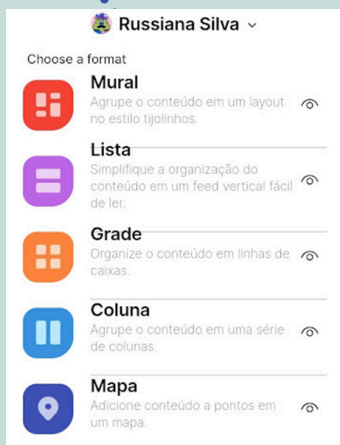 Russiana Silva
Choose a format
Mural
Agrupe o conteúdo em um layout
no estilo tijolinhos.
Lista
Simplifique a organização do
conteúdo em um feed vertical fácil
de ler.
Grade
Organize o conteúdo em linhas de
caixas.
Coluna
Agrupe o conteúdo em uma série
de colunas.
Mapa
Adicione conteúdo a pontos em
um mapa.